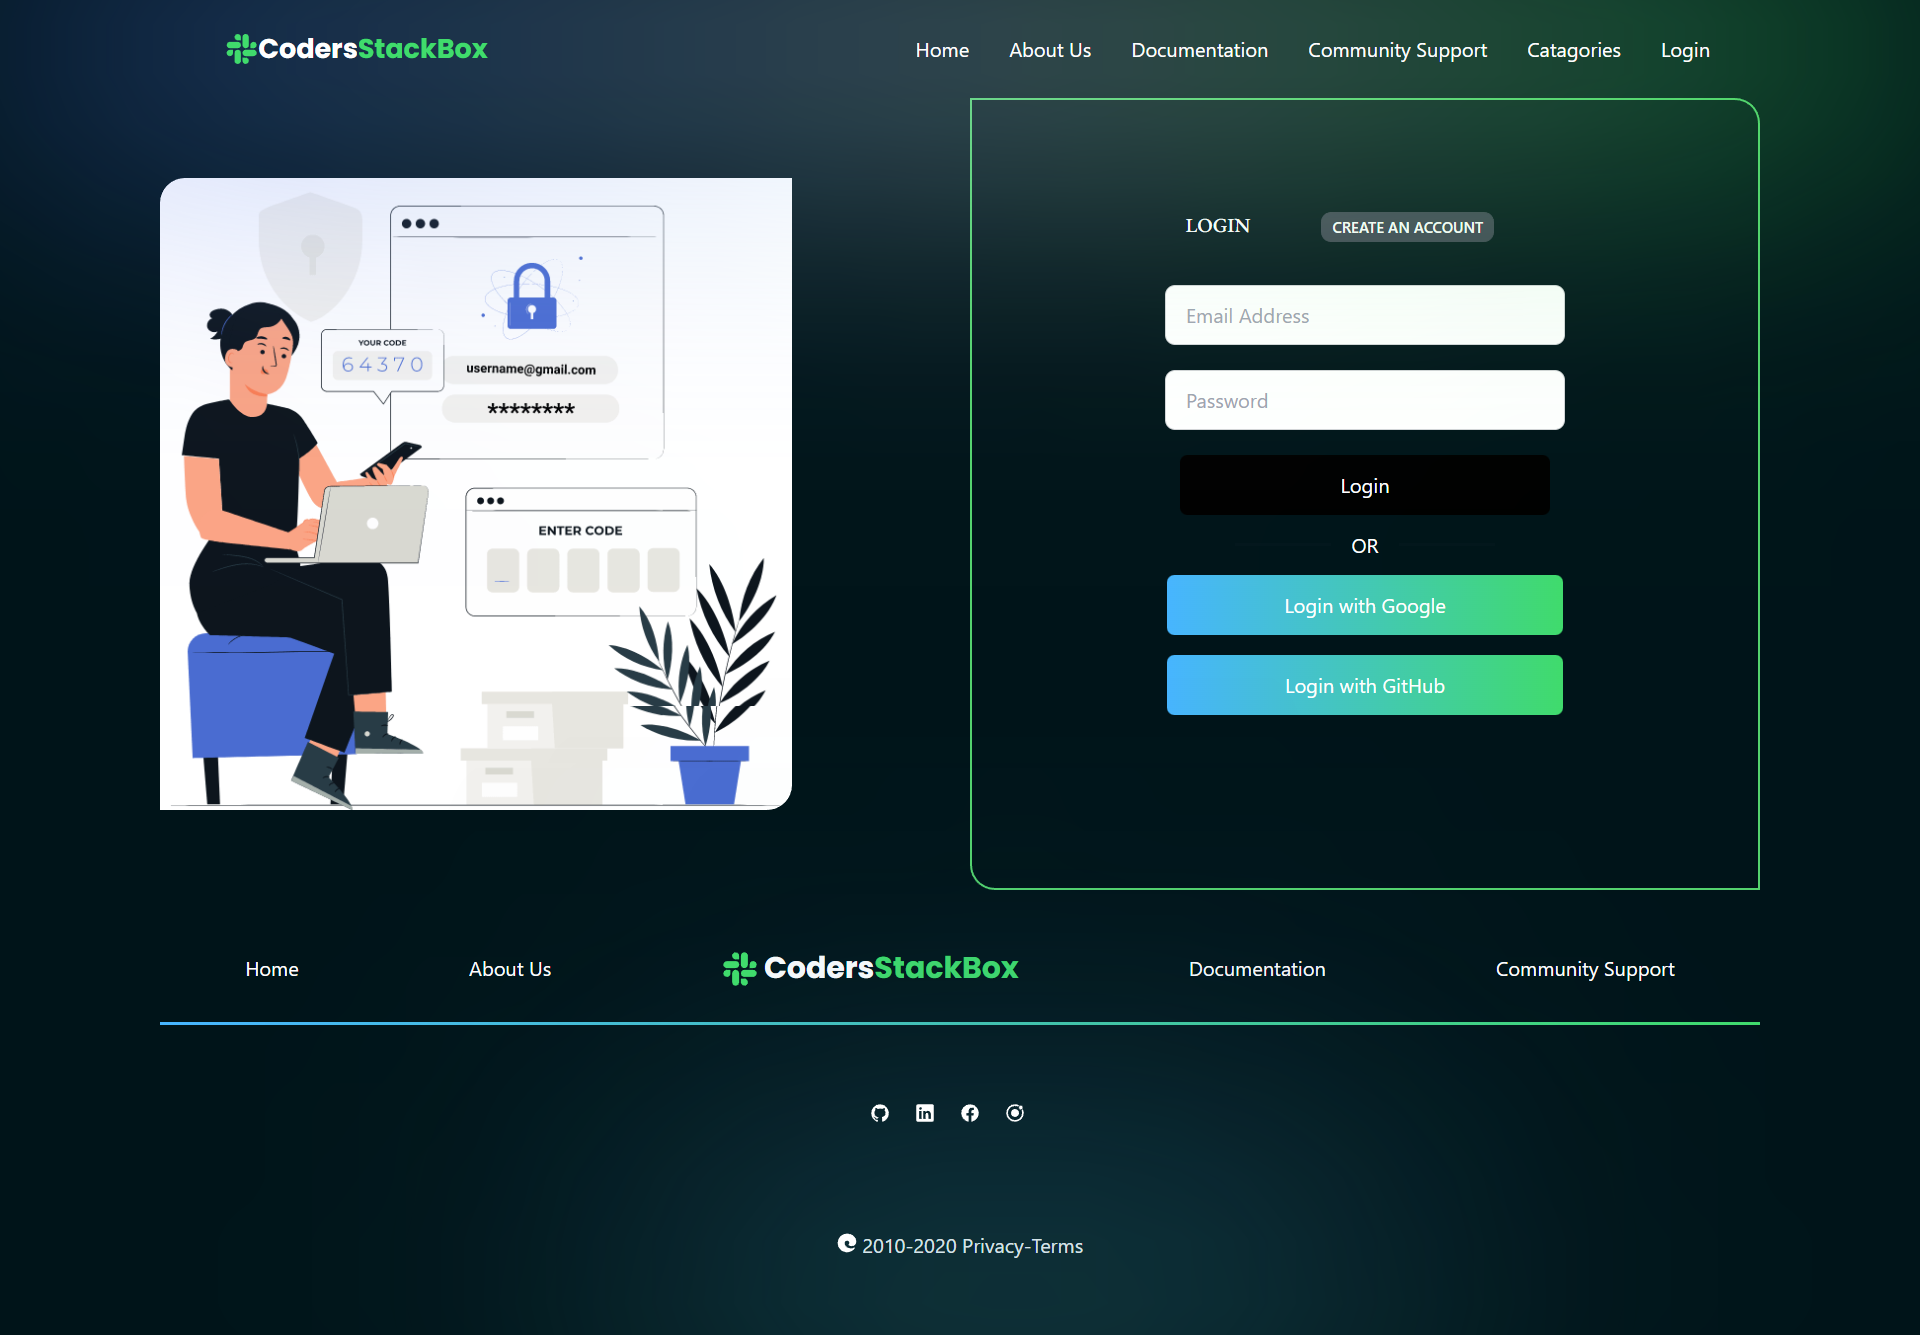 CodersStackBox
Home About Us Documentation Community Support Catagories Login
YOUR CODE
64370
username@gmail.com
********
ENTER CODE
LOGIN CREATE AN ACCOUNT
Email Address
Password
Login
OR
Login with Google
Login with GitHub
Home About Us CodersStackBox Documentation Community Support
2010-2020 Privacy-Terms